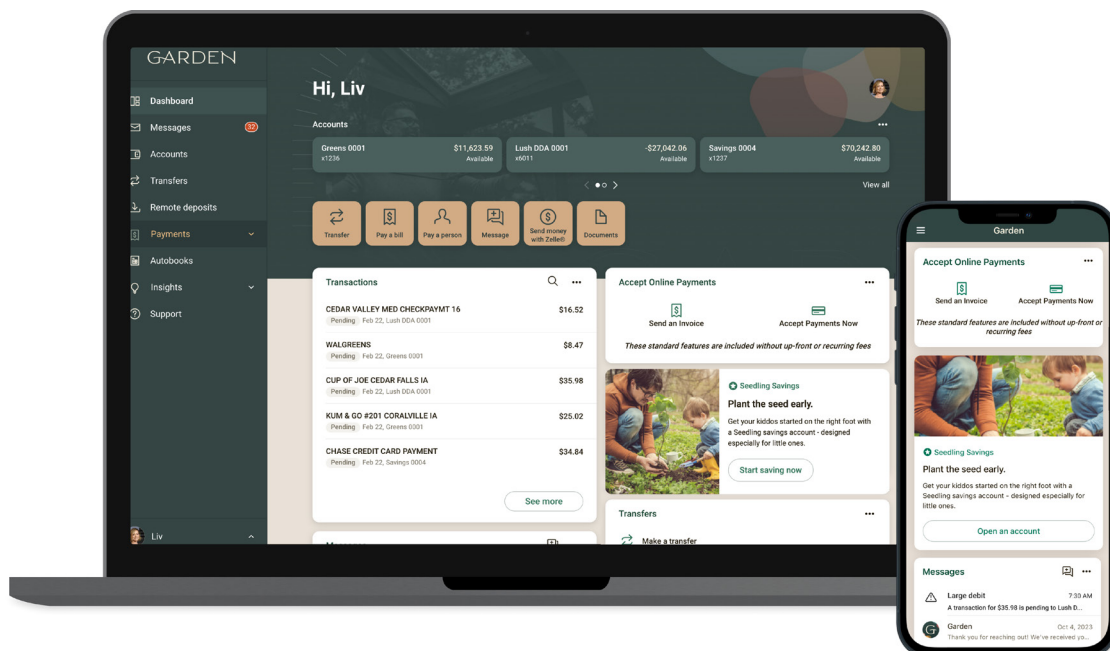 GARDEN
Dashboard
Messages
32
Accounts
Transfers
Remote deposits
Payments
Autobooks
Insights
Support
Liv
Hi, Liv
Accounts
Greens 0001
$11,623.59
x1236
Available
Lush DDA 0001
-$27,042.06
x6011
Available
Savings 0004
$70,242.80
x1237
Available
View all
Transfer
Pay a bill
Pay a person
Message
Send money
with Zelle®
Documents
Transactions
CEDAR VALLEY MED CHECKPAYMT 16
$16.52
Pending Feb 22, Lush DDA 0001
WALGREENS
$8.47
Pending Feb 22, Greens 0001
CUP OF JOE CEDAR FALLS IA
$35.98
Pending Feb 22, Lush DDA 0001
KUM & GO #201 CORALVILLE IA
$25.02
Pending Feb 22, Greens 0001
CHASE CREDIT CARD PAYMENT
$34.84
Pending Feb 22, Savings 0004
See more
Accept Online Payments
Send an Invoice
Accept Payments Now
These standard features are included without up-front or recurring fees
Seedling Savings
Plant the seed early.
Get your kiddos started on the right foot with
a Seedling savings account - designed
especially for little ones.
Start saving now
Transfers
Make a transfer
Garden
Accept Online Payments
Send an Invoice
Accept Payments Now
These standard features are included without up-front or
recurring fees
Seedling Savings
Plant the seed early.
Get your kiddos started on the right foot with a
Seedling savings account - designed especially for
little ones.
Open an account
Messages
Large debit
7:30 AM
A transaction for $35.98 is pending to Lush D...
G
Garden
Oct 4, 2023
Thank you for reaching out! We've received yo...